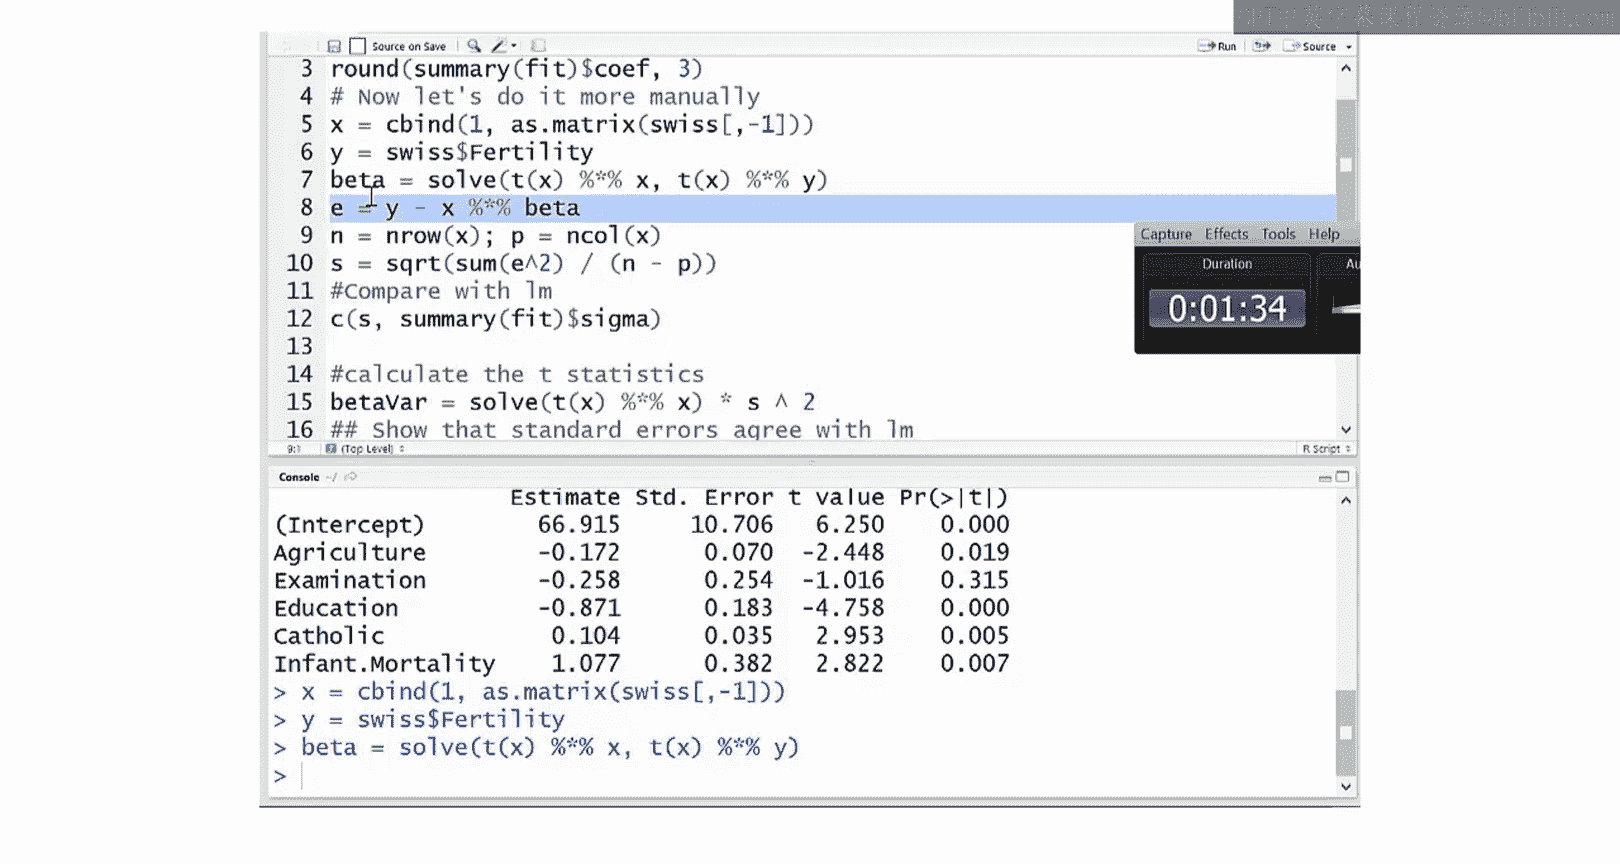 Source on Save
Run
Source
3 round(summary(fit)$coef, 3)
4 # Now let's do it more manually
5 x = cbind(1, as.matrix(swiss[,-1]))
6 y = swiss$Fertility
7 beta = solve(t(x) %*% x, t(x) %*% y)
8 e = y - x %*% beta
9 n = nrow(x); p = ncol(x)
10 s = sqrt(sum(e^2) / (n - p))
11 #Compare with lm
12 c(s, summary(fit)$sigma)
13
14 #calculate the t statistics
15 betaVar = solve(t(x) %*% x) * s ^ 2
16 ## Show that standard errors agree with lm
9:1 (Top Level)
R Script
Capture Effects Tools Help
Duration
Au
0:01:34
Console ~/
Estimate Std. Error t value Pr(>|t|)
(Intercept) 66.915 10.706 6.250 0.000
Agriculture -0.172 0.070 -2.448 0.019
Examination -0.258 0.254 -1.016 0.315
Education -0.871 0.183 -4.758 0.000
Catholic 0.104 0.035 2.953 0.005
Infant.Mortality 1.077 0.382 2.822 0.007
> x = cbind(1, as.matrix(swiss[,-1]))
> y = swiss$Fertility
> beta = solve(t(x) %*% x, t(x) %*% y)
>